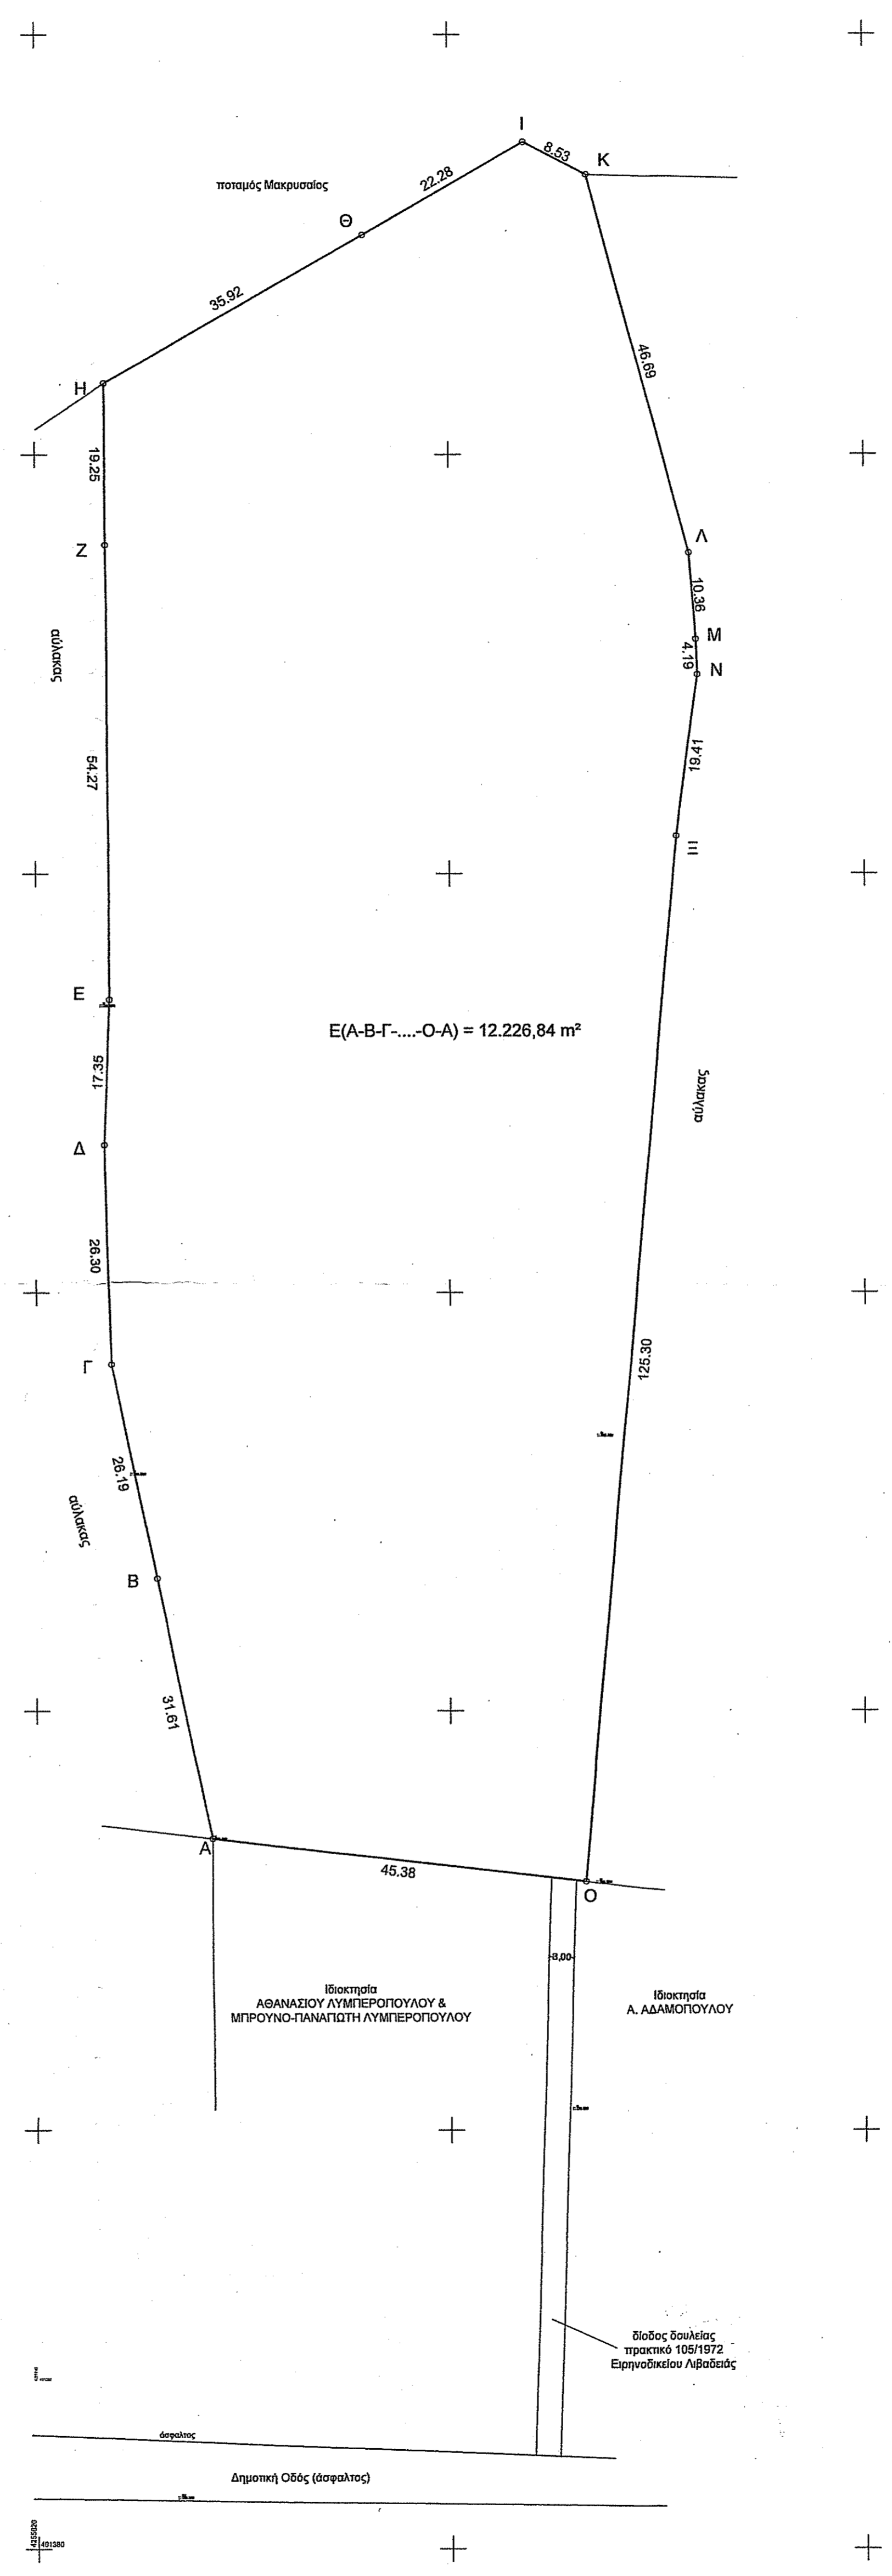 Ι
8.53
Κ
ποταμός Μακρυσαίος
22.28
Θ
35.92
46.69
Η
19.25
Ζ
Λ
10.36
Μ
4.19
Ν
αύλακας
54.27
19.41
Ξ
Ε
Ε(Α-Β-Γ-....-Ο-Α) = 12.226,84 m²
17.35
αύλακας
Δ
26.30
125.30
Γ
26.19
αύλακας
Β
31.61
Α
45.38
Ο
3,00
Ιδιοκτησία
ΑΘΑΝΑΣΙΟΥ ΛΥΜΠΕΡΟΠΟΥΛΟΥ &
ΜΠΡΟΥΝΟ-ΠΑΝΑΓΙΩΤΗ ΛΥΜΠΕΡΟΠΟΥΛΟΥ
Ιδιοκτησία
Α. ΑΔΑΜΟΠΟΥΛΟΥ
δίοδος δουλείας
πρακτικό 105/1972
Ειρηνοδικείου Λιβαδειάς
άσφαλτος
Δημοτική Οδός (άσφαλτος)
4255820
401380